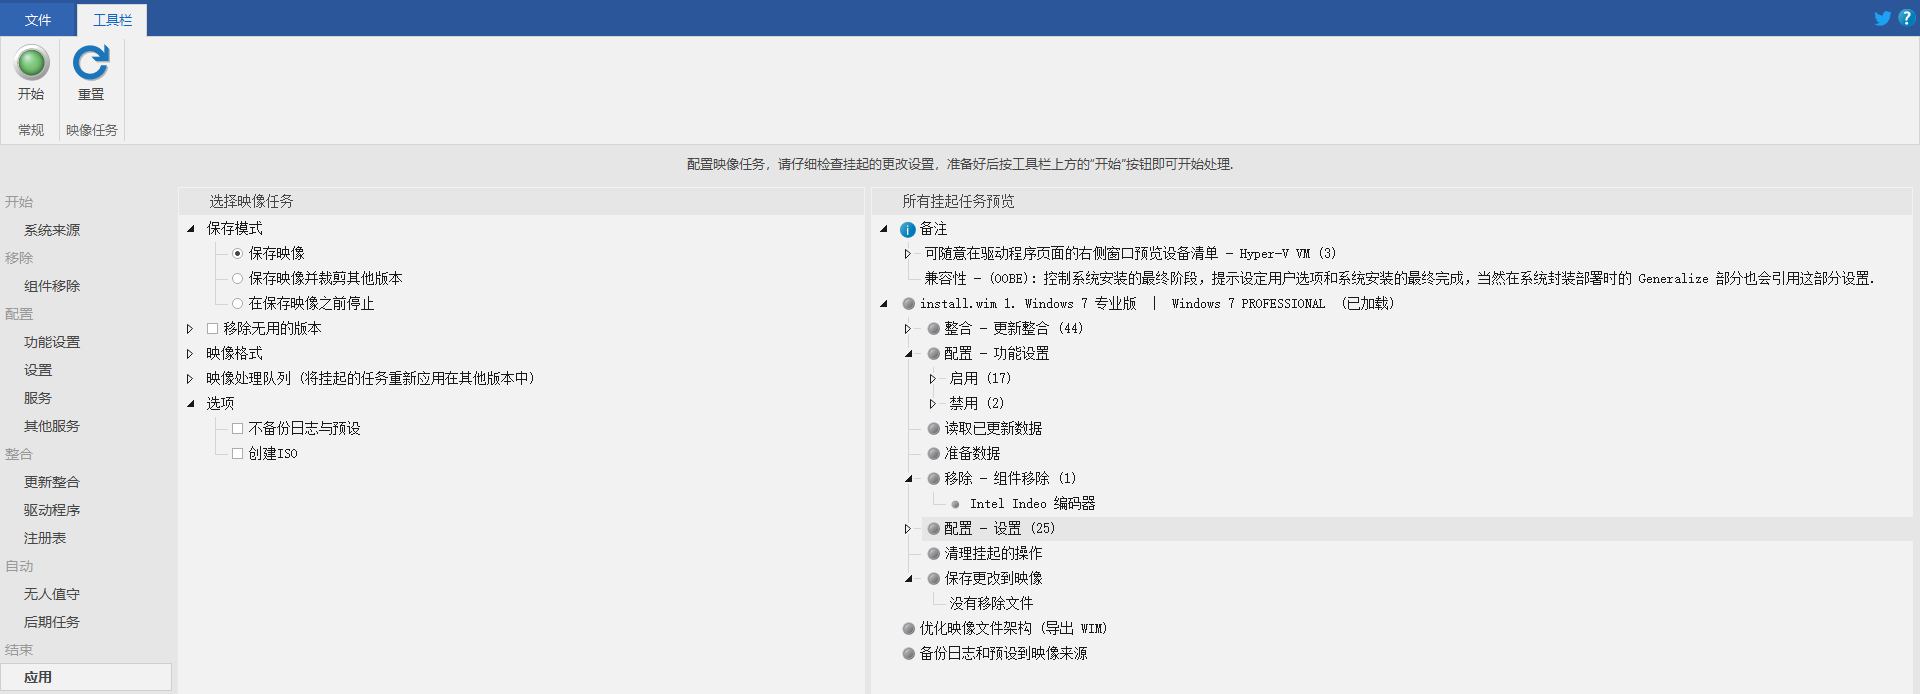 文件 工具栏
开始 重置
常规 映像任务
配置映像任务，请仔细检查挂起的更改设置，准备好后按工具栏上方的“开始”按钮即可开始处理.
开始
系统来源
移除
组件移除
配置
功能设置
设置
服务
其他服务
整合
更新整合
驱动程序
注册表
自动
无人值守
后期任务
结束
应用
选择映像任务
保存模式
保存映像
保存映像并裁剪其他版本
在保存映像之前停止
移除无用的版本
映像格式
映像处理队列 (将挂起的任务重新应用在其他版本中)
选项
不备份日志与预设
创建ISO
所有挂起任务预览
备注
可随意在驱动程序页面的右侧窗口预览设备清单 - Hyper-V VM (3)
兼容性 - (OOBE): 控制系统安装的最终阶段，提示设定用户选项和系统安装的最终完成，当然在系统封装部署时的 Generalize 部分也会引用这部分设置.
install.wim 1. Windows 7 专业版 | Windows 7 PROFESSIONAL (已加载)
整合 - 更新整合 (44)
配置 - 功能设置
启用 (17)
禁用 (2)
读取已更新数据
准备数据
移除 - 组件移除 (1)
Intel Indeo 编码器
配置 - 设置 (25)
清理挂起的操作
保存更改到映像
没有移除文件
优化映像文件架构 (导出 WIM)
备份日志和预设到映像来源